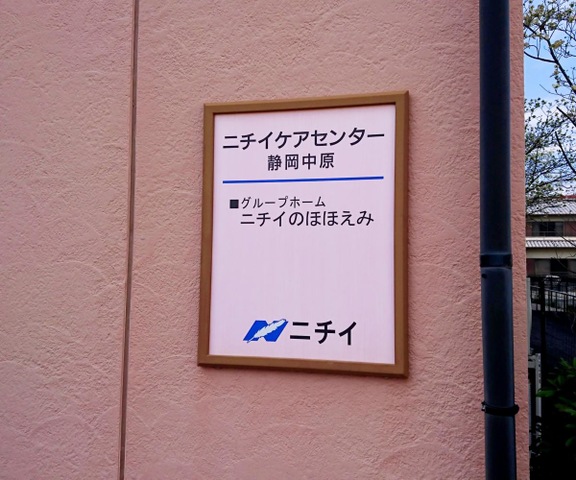 ニチイケアセンター
静岡中原
■グループホーム
ニチイのほほえみ
ニチイ